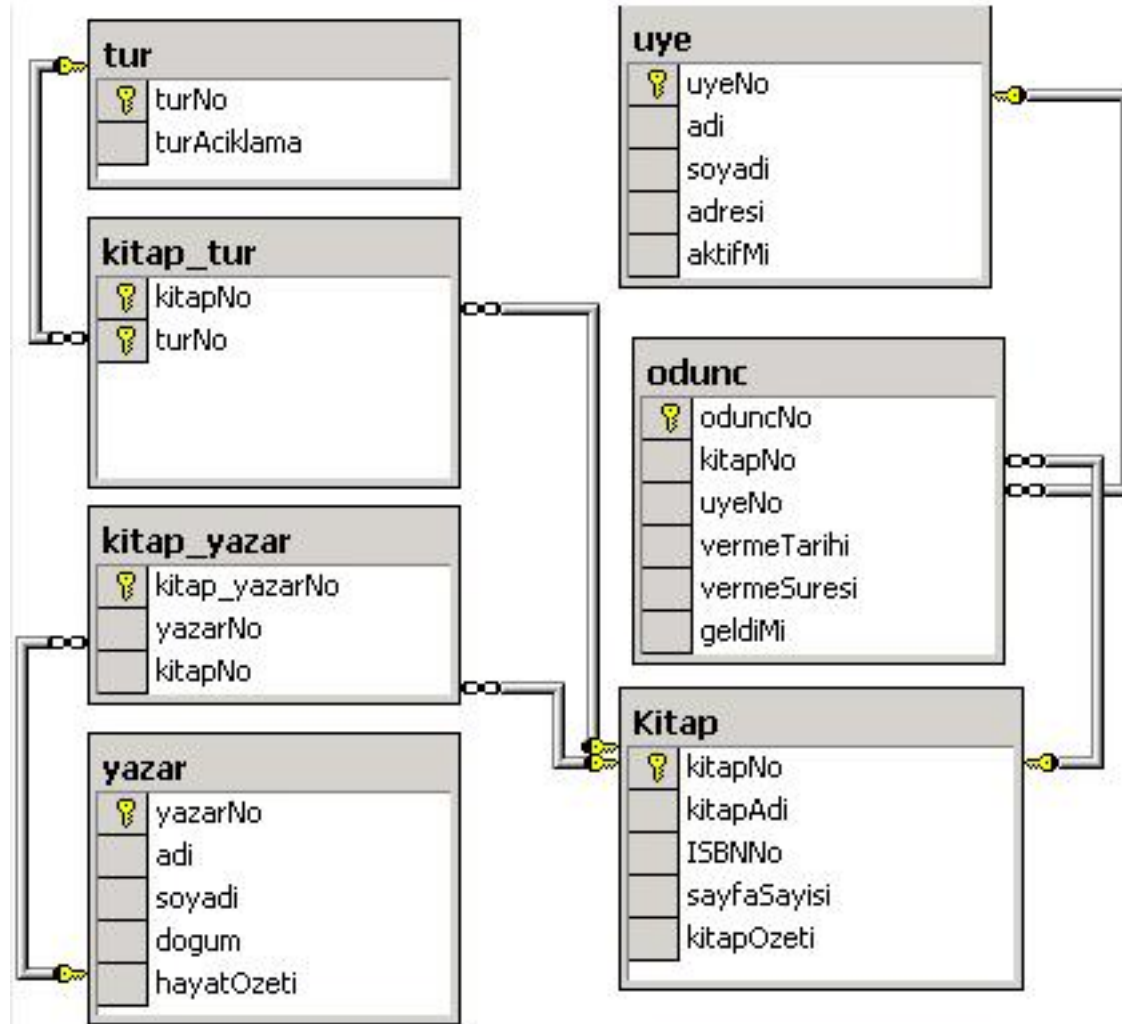 tur
turNo
turAciklama
kitap_tur
kitapNo
turNo
kitap_yazar
kitap_yazarNo
yazarNo
kitapNo
yazar
yazarNo
adi
soyadi
dogum
hayatOzeti
uye
uyeNo
adi
soyadi
adresi
aktifMi
odunc
oduncNo
kitapNo
uyeNo
vermeTarihi
vermeSuresi
geldiMi
Kitap
kitapNo
kitapAdi
ISBNNo
sayfaSayisi
kitapOzeti